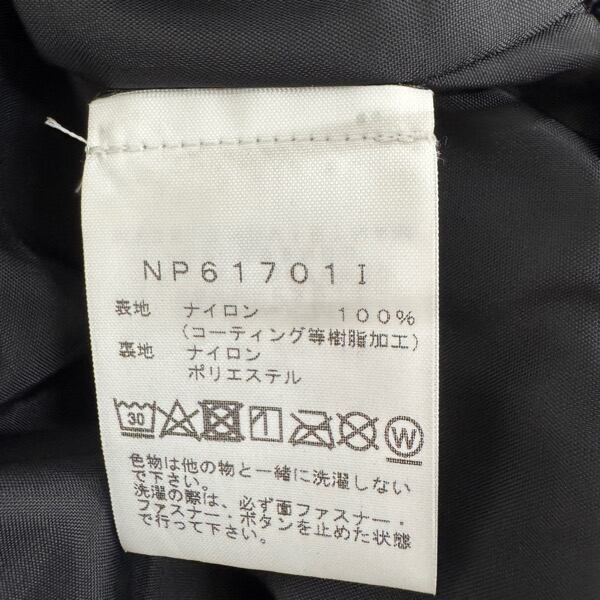 NP61701I
表地 ナイロン 100%
(コーティング等樹脂加工)
裏地 ナイロン
ポリエステル
30 W
色物は他の物と一緒に洗濯しない
で下さい。
洗濯の際は、必ず面ファスナー・
ファスナー・ボタンを止めた状態
で行って下さい。